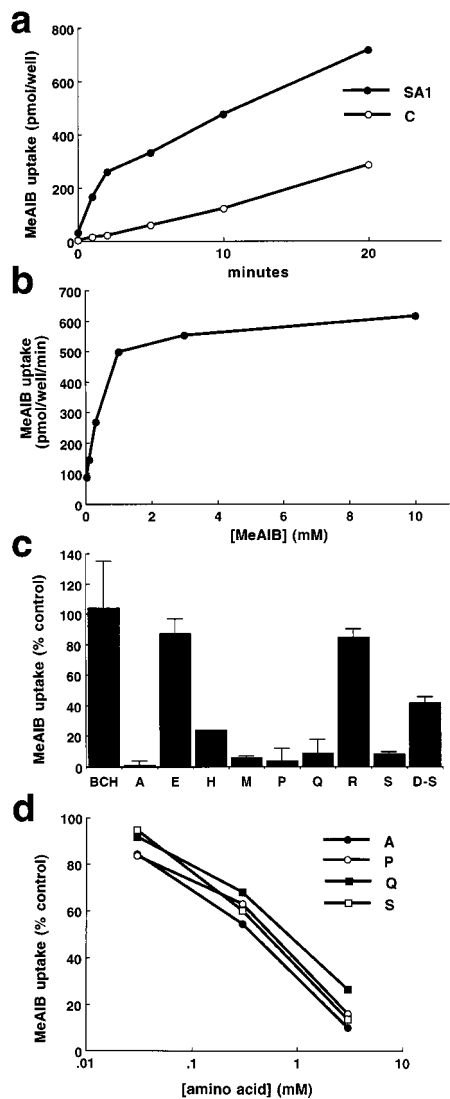 a
MeAIB uptake (pmol/well)
800
600
400
200
0
0 10 20
minutes
SA1
C
b
MeAIB uptake
(pmol/well/min)
700
600
500
400
300
200
100
0
0 2 4 6 8 10
[MeAIB] (mM)
c
MeAIB uptake (% control)
140
120
100
80
60
40
20
0
BCH A E H M P Q R S D-S
d
MeAIB uptake (% control)
100
80
60
40
20
0
.01 .1 1 10
[amino acid] (mM)
A
P
Q
S